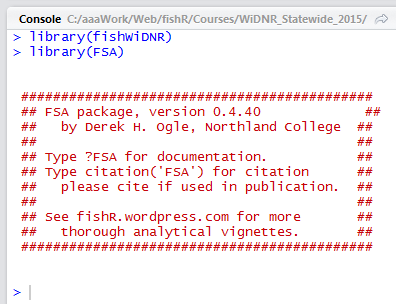 Console C:/aaaWork/Web/fishR/Courses/WiDNR_Statewide_2015/
> library(fishWiDNR)
> library(FSA)
############################################
## FSA package, version 0.4.40             ##
##   by Derek H. Ogle, Northland College  ##
##                                        ##
## Type ?FSA for documentation.           ##
## Type citation('FSA') for citation      ##
##   please cite if used in publication.  ##
##                                        ##
## See fishR.wordpress.com for more       ##
##   thorough analytical vignettes.       ##
############################################
>